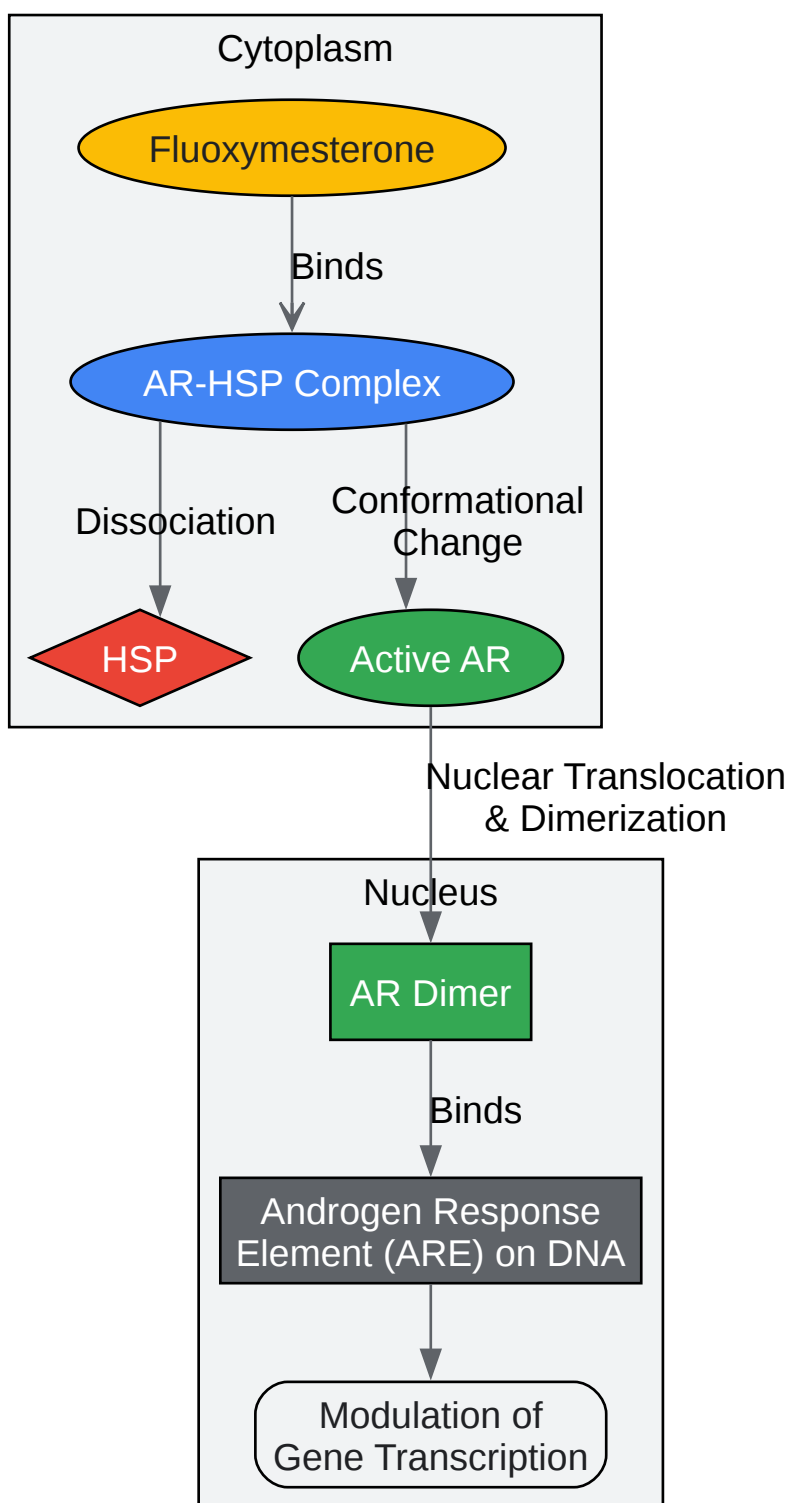 Cytoplasm
Fluoxymesterone
Binds
AR-HSP Complex
Dissociation
Conformational
Change
HSP
Active AR
Nuclear Translocation
& Dimerization
Nucleus
AR Dimer
Binds
Androgen Response
Element (ARE) on DNA
Modulation of
Gene Transcription